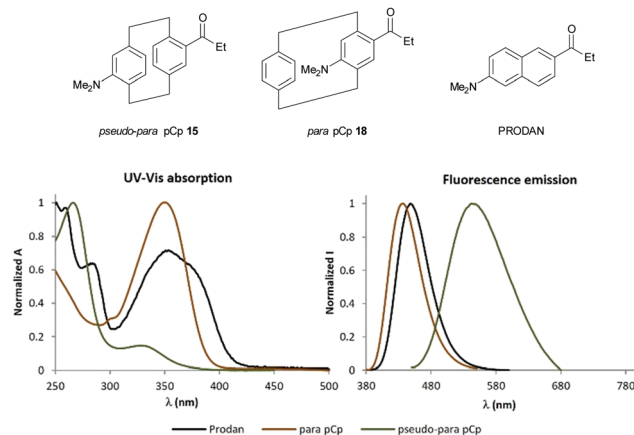 O
Et
Me₂N
pseudo-para pCp 15
O
Et
NMe₂
para pCp 18
O
Et
Me₂N
PRODAN
UV-Vis absorption
Normalized A
1
0.8
0.6
0.4
0.2
0
250 300 350 400 450 500
λ (nm)
Fluorescence emission
Normalized I
1
0.8
0.6
0.4
0.2
0
380 480 580 680 780
λ (nm)
Prodan para pCp pseudo-para pCp